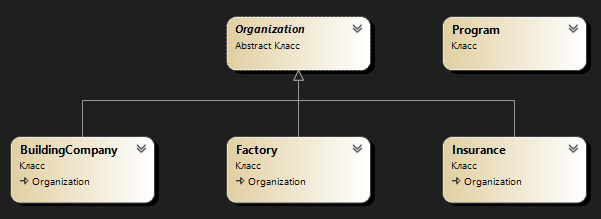 Organization
Abstract Класс
Program
Класс
BuildingCompany
Класс
Organization
Factory
Класс
Organization
Insurance
Класс
Organization